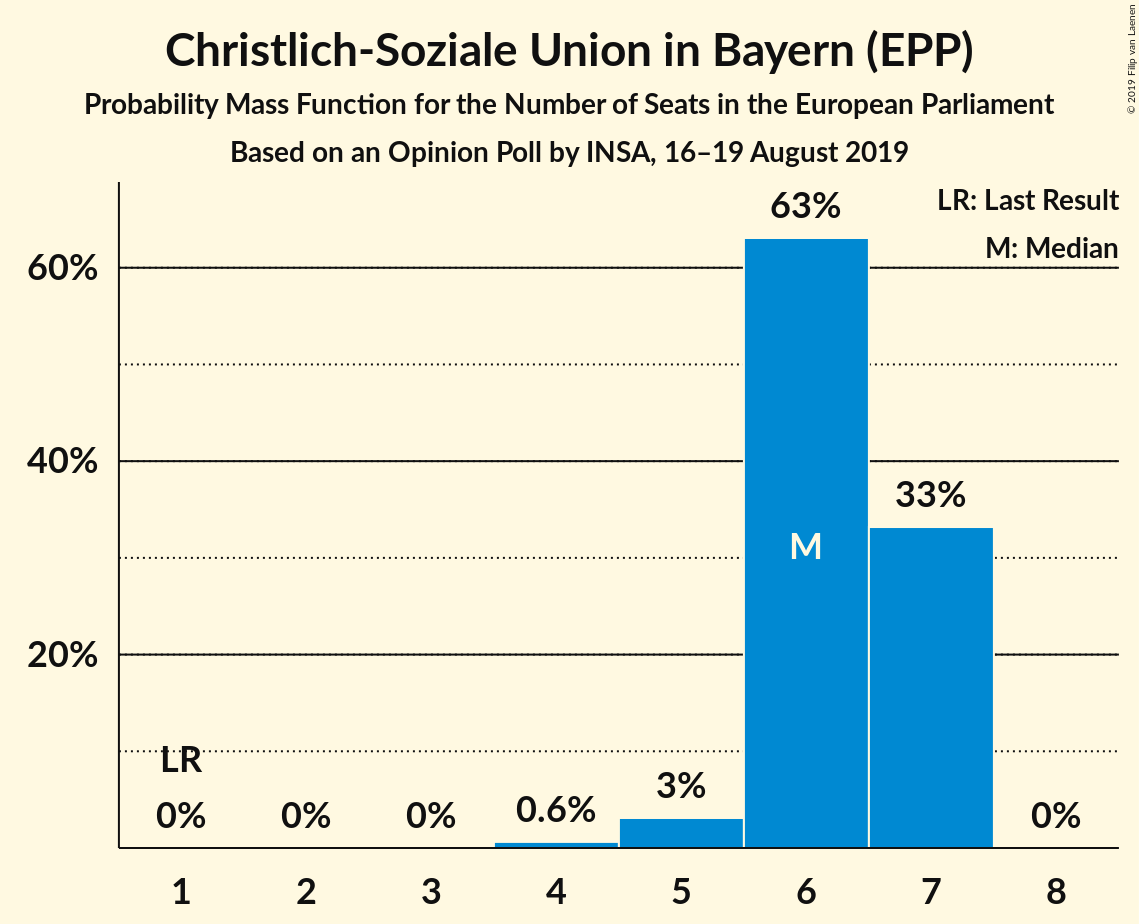 Christlich-Soziale Union in Bayern (EPP)
Probability Mass Function for the Number of Seats in the European Parliament
Based on an Opinion Poll by INSA, 16–19 August 2019
© 2019 Filip van Laenen
LR: Last Result
M: Median
60%
40%
20%
63%
33%
M
LR
0%
0%
0%
0.6%
3%
0%
1
2
3
4
5
6
7
8